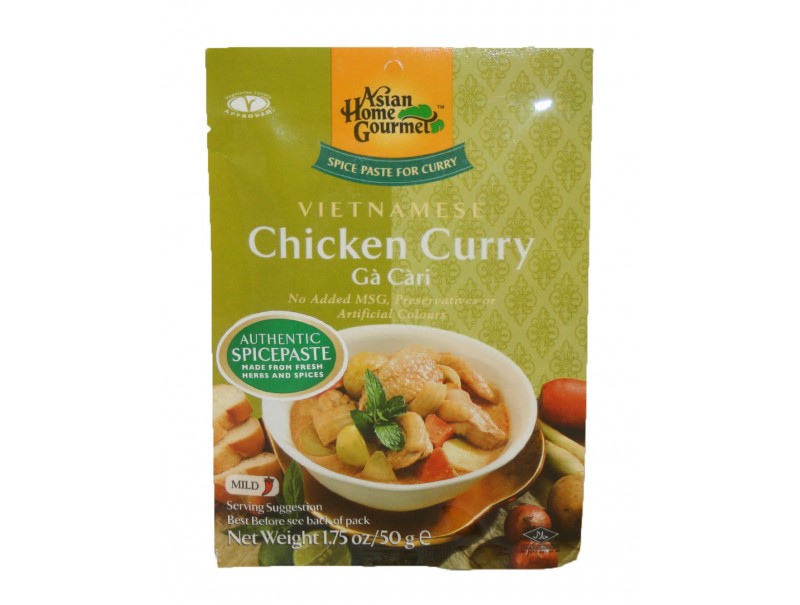 Asian
Home
Gourmet™
SPICE PASTE FOR CURRY
APPROVED
VIETNAMESE
Chicken Curry
Gà Càri
No Added MSG, Preservatives or
Artificial Colours
AUTHENTIC
SPICEPASTE
MADE FROM FRESH
HERBS AND SPICES
MILD
Serving Suggestion
Best Before see back of pack
Net Weight 1.75 oz/50 g ℮